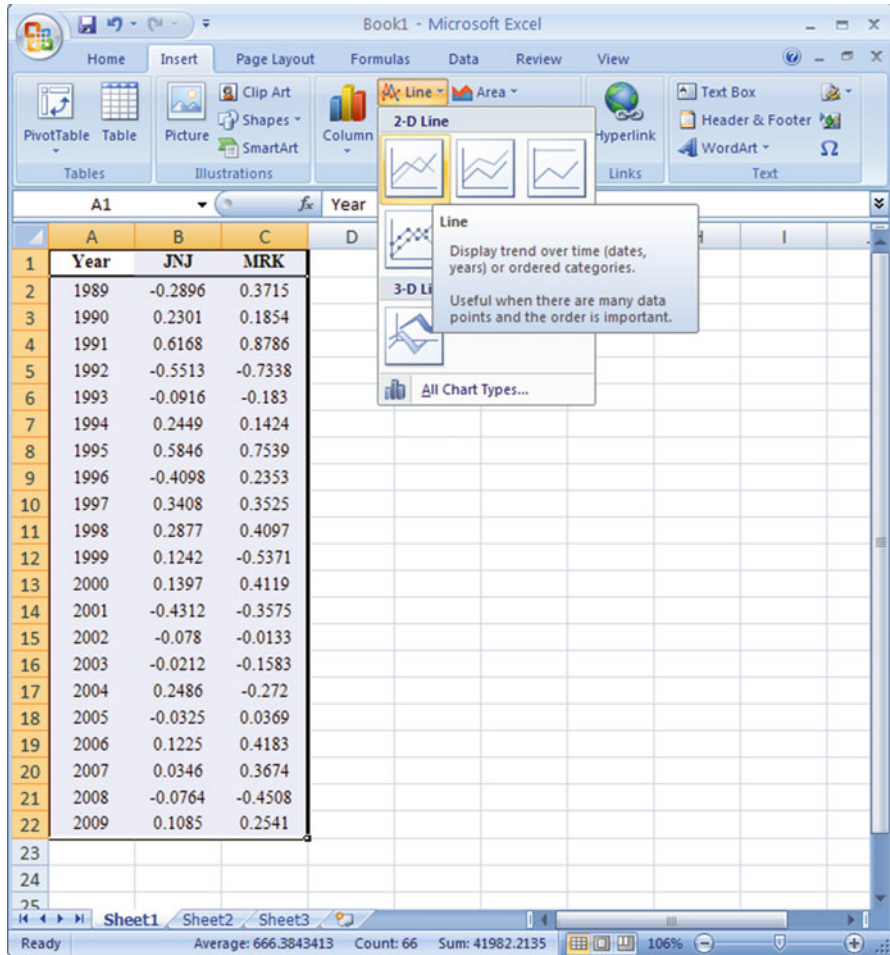 Book1 - Microsoft Excel
Home Insert Page Layout Formulas Data Review View
PivotTable Table Picture Clip Art Shapes SmartArt Column Line Area Hyperlink Text Box Header & Footer WordArt Ω
Tables Illustrations Links Text
2-D Line
Line
Display trend over time (dates,
years) or ordered categories.
Useful when there are many data
points and the order is important.
3-D Li
All Chart Types...
A1 fx Year
A B C D H I
1 Year JNJ MRK
2 1989 -0.2896 0.3715
3 1990 0.2301 0.1854
4 1991 0.6168 0.8786
5 1992 -0.5513 -0.7338
6 1993 -0.0916 -0.183
7 1994 0.2449 0.1424
8 1995 0.5846 0.7539
9 1996 -0.4098 0.2353
10 1997 0.3408 0.3525
11 1998 0.2877 0.4097
12 1999 0.1242 -0.5371
13 2000 0.1397 0.4119
14 2001 -0.4312 -0.3575
15 2002 -0.078 -0.0133
16 2003 -0.0212 -0.1583
17 2004 0.2486 -0.272
18 2005 -0.0325 0.0369
19 2006 0.1225 0.4183
20 2007 0.0346 0.3674
21 2008 -0.0764 -0.4508
22 2009 0.1085 0.2541
23
24
25
Sheet1 Sheet2 Sheet3
Ready Average: 666.3843413 Count: 66 Sum: 41982.2135 106%